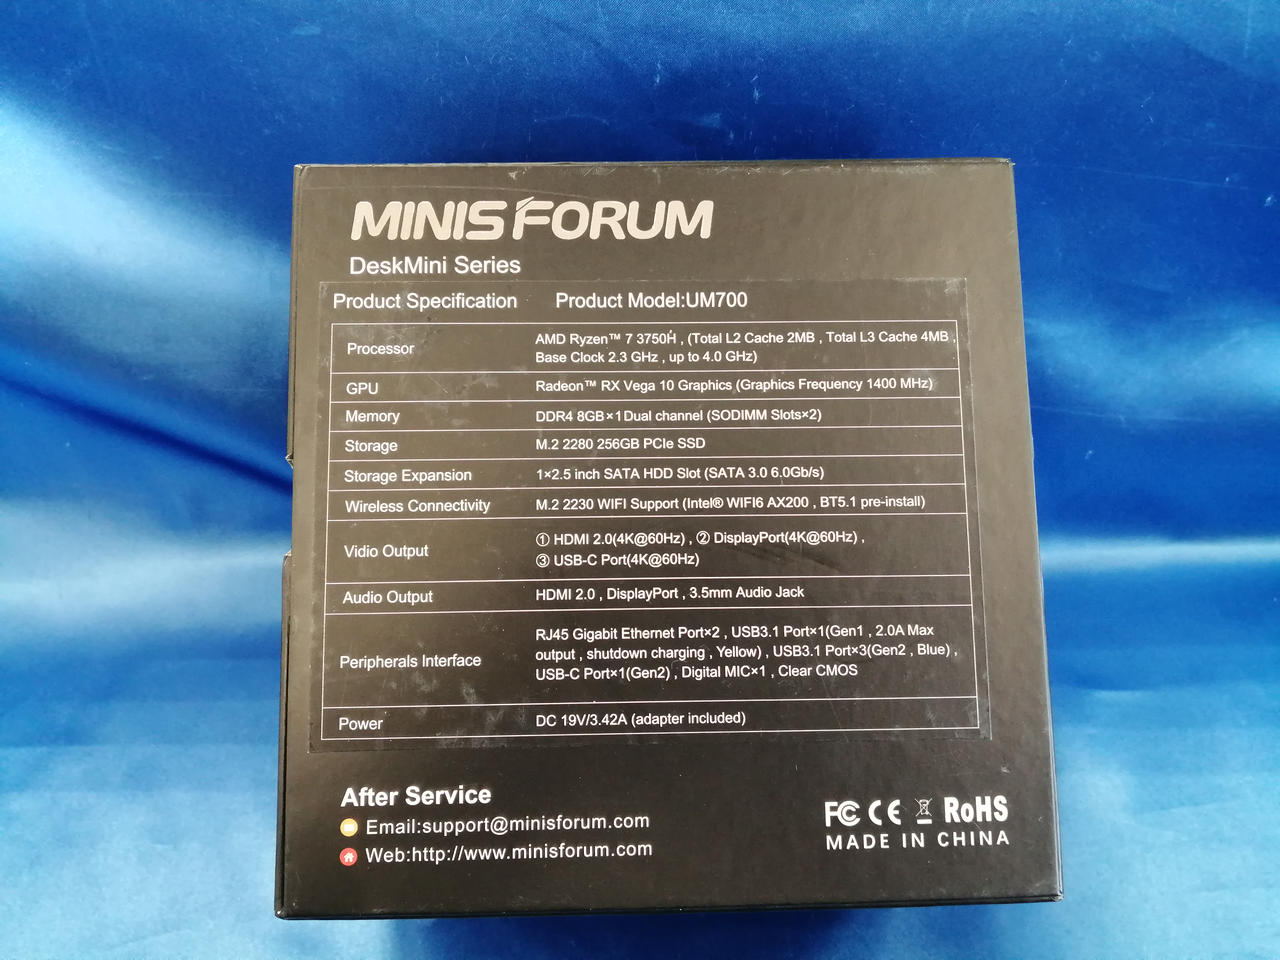 MINISFORUM
DeskMini Series
Product Specification Product Model:UM700
Processor AMD Ryzen™ 7 3750H , (Total L2 Cache 2MB , Total L3 Cache 4MB ,
Base Clock 2.3 GHz , up to 4.0 GHz)
GPU Radeon™ RX Vega 10 Graphics (Graphics Frequency 1400 MHz)
Memory DDR4 8GB×1 Dual channel (SODIMM Slots×2)
Storage M.2 2280 256GB PCIe SSD
Storage Expansion 1×2.5 inch SATA HDD Slot (SATA 3.0 6.0Gb/s)
Wireless Connectivity M.2 2230 WIFI Support (Intel® WIFI6 AX200 , BT5.1 pre-install)
Vidio Output ① HDMI 2.0(4K@60Hz) , ② DisplayPort(4K@60Hz) ,
③ USB-C Port(4K@60Hz)
Audio Output HDMI 2.0 , DisplayPort , 3.5mm Audio Jack
Peripherals Interface RJ45 Gigabit Ethernet Port×2 , USB3.1 Port×1(Gen1 , 2.0A Max
output , shutdown charging , Yellow) , USB3.1 Port×3(Gen2 , Blue) ,
USB-C Port×1(Gen2) , Digital MIC×1 , Clear CMOS
Power DC 19V/3.42A (adapter included)
After Service
Email:support@minisforum.com
Web:http://www.minisforum.com
FC CE RoHS
MADE IN CHINA